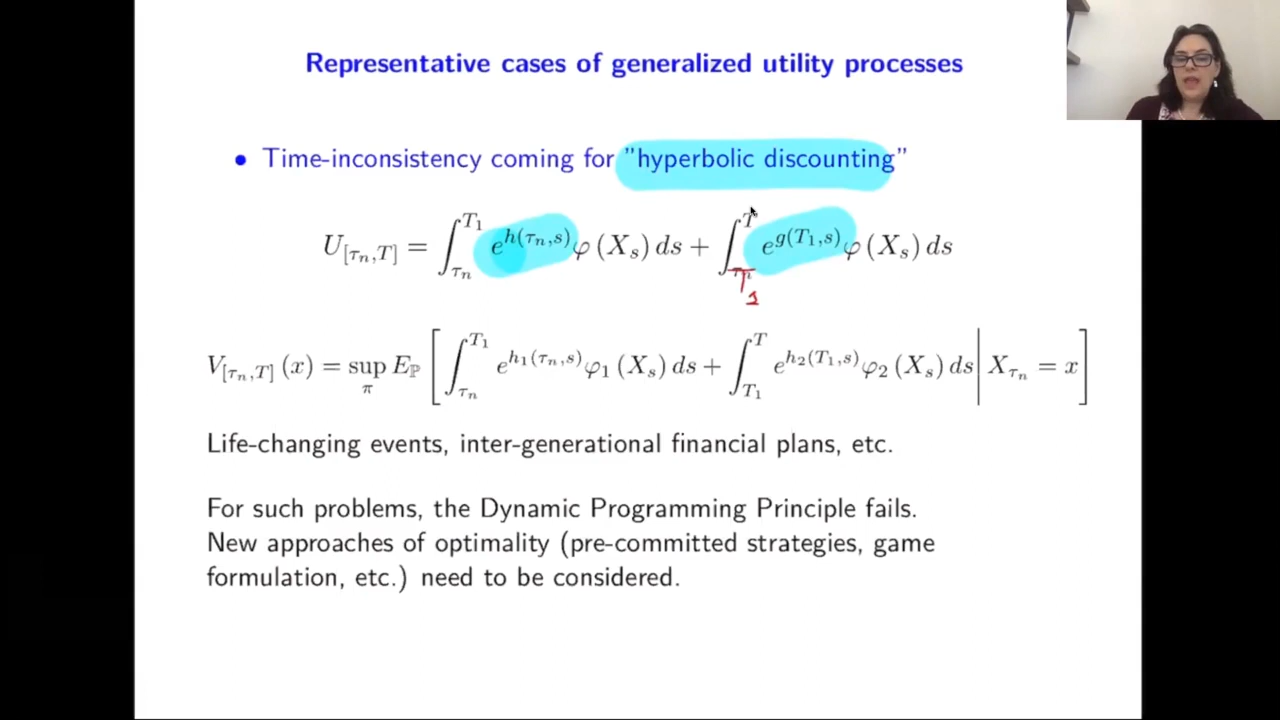 Representative cases of generalized utility processes
• Time-inconsistency coming for "hyperbolic discounting"
U_{[τ_n,T]} = ∫_{τ_n}^{T_1} e^{h(τ_n,s)} φ (X_s) ds + ∫_{T_1}^{T} e^{g(T_1,s)} φ (X_s) ds
V_{[τ_n,T]} (x) = sup_π E_ℙ [ ∫_{τ_n}^{T_1} e^{h_1(τ_n,s)} φ_1 (X_s) ds + ∫_{T_1}^{T} e^{h_2(T_1,s)} φ_2 (X_s) ds | X_{τ_n} = x ]
Life-changing events, inter-generational financial plans, etc.
For such problems, the Dynamic Programming Principle fails.
New approaches of optimality (pre-committed strategies, game
formulation, etc.) need to be considered.